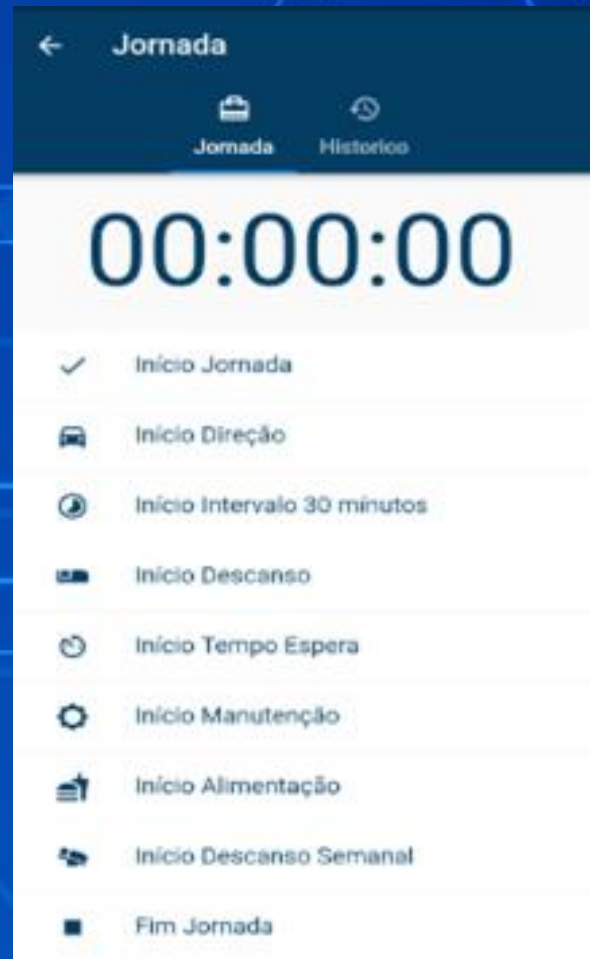 Jornada
Jornada
Historico
00:00:00
Início Jornada
Início Direção
Início Intervalo 30 minutos
Início Descanso
Início Tempo Espera
Início Manutenção
Início Alimentação
Início Descanso Semanal
Fim Jornada